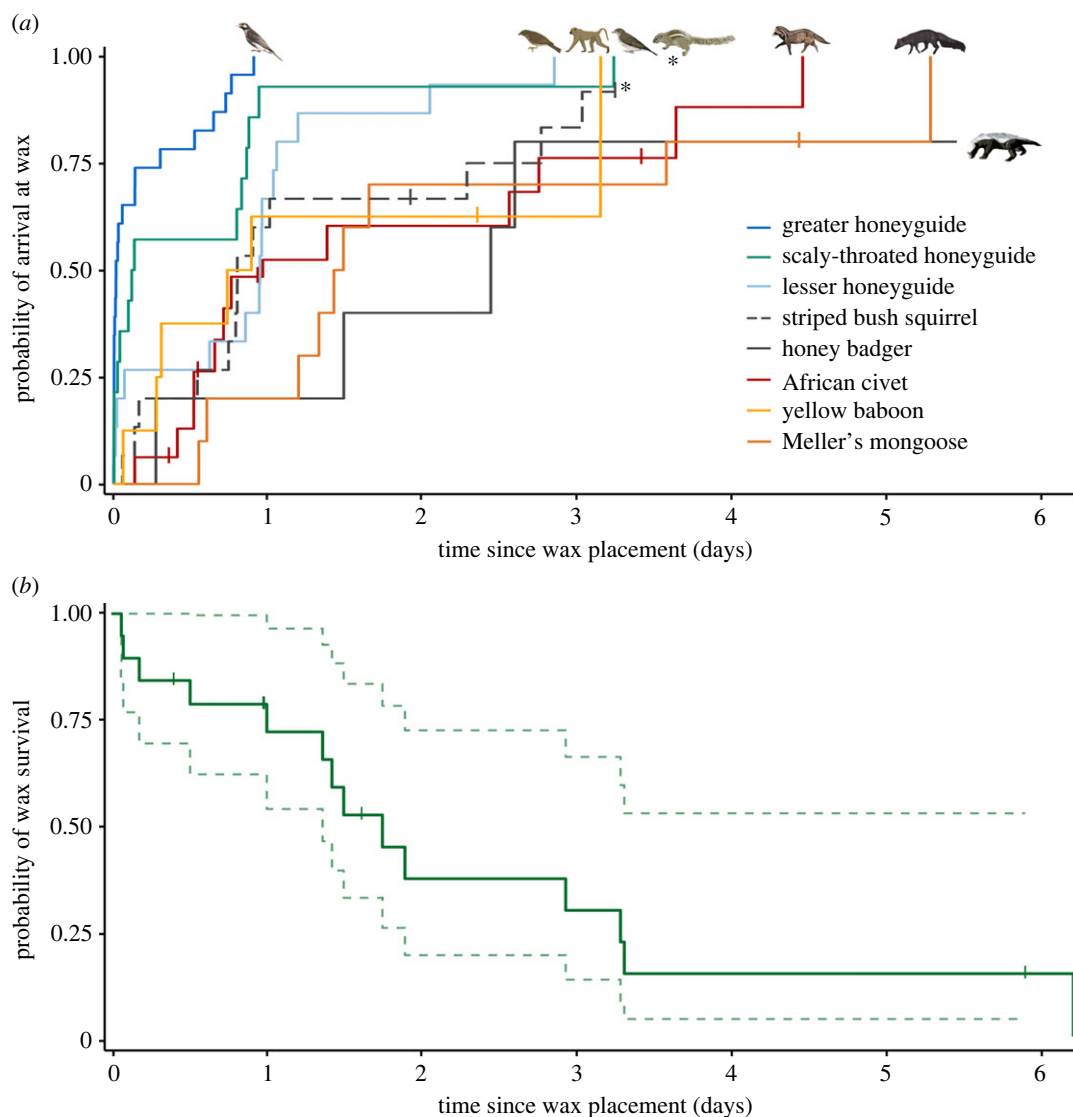 (a)
1.00
0.75
0.50
0.25
0
probability of arrival at wax
*
*
greater honeyguide
scaly-throated honeyguide
lesser honeyguide
striped bush squirrel
honey badger
African civet
yellow baboon
Meller's mongoose
0 1 2 3 4 5 6
time since wax placement (days)
(b)
1.00
0.75
0.50
0.25
0
probability of wax survival
0 1 2 3 4 5 6
time since wax placement (days)